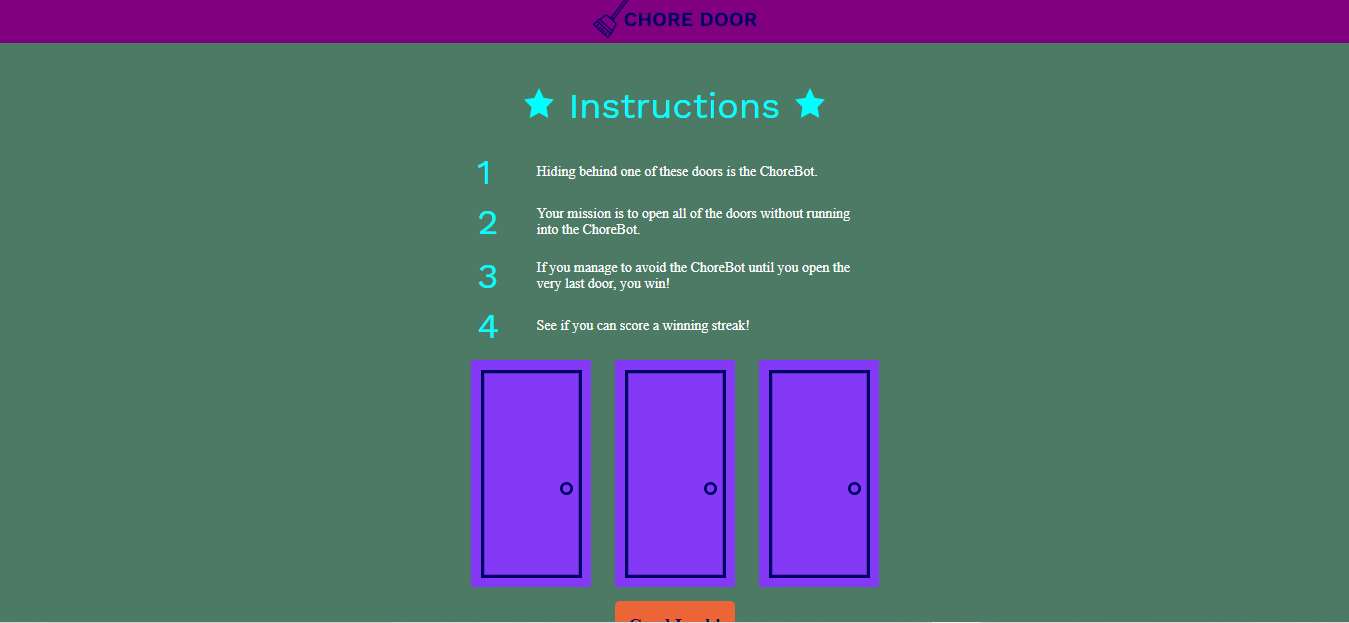 CHORE DOOR
Instructions
1 Hiding behind one of these doors is the ChoreBot.
2 Your mission is to open all of the doors without running
into the ChoreBot.
3 If you manage to avoid the ChoreBot until you open the
very last door, you win!
4 See if you can score a winning streak!
Good Luck!